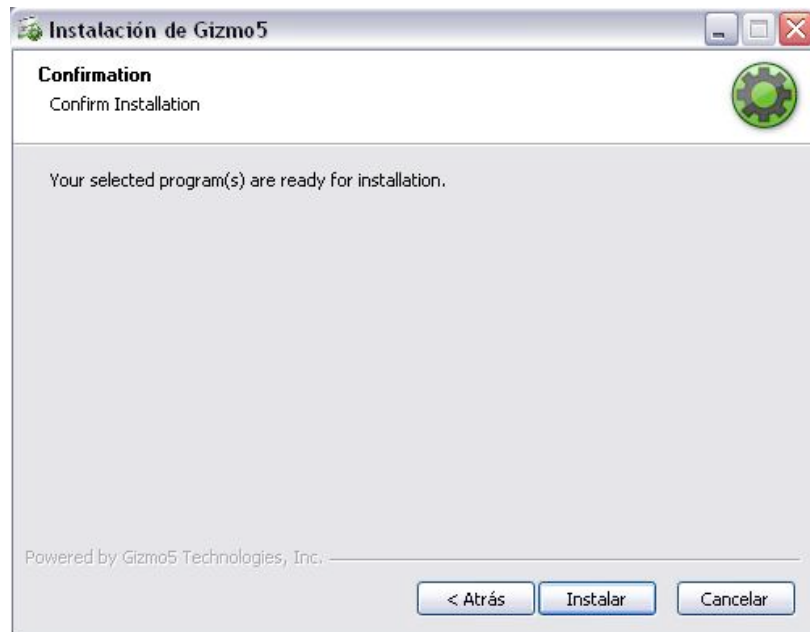 Instalación de Gizmo5
Confirmation
Confirm Installation
Your selected program(s) are ready for installation.
Powered by Gizmo5 Technologies, Inc.
< Atrás Instalar Cancelar